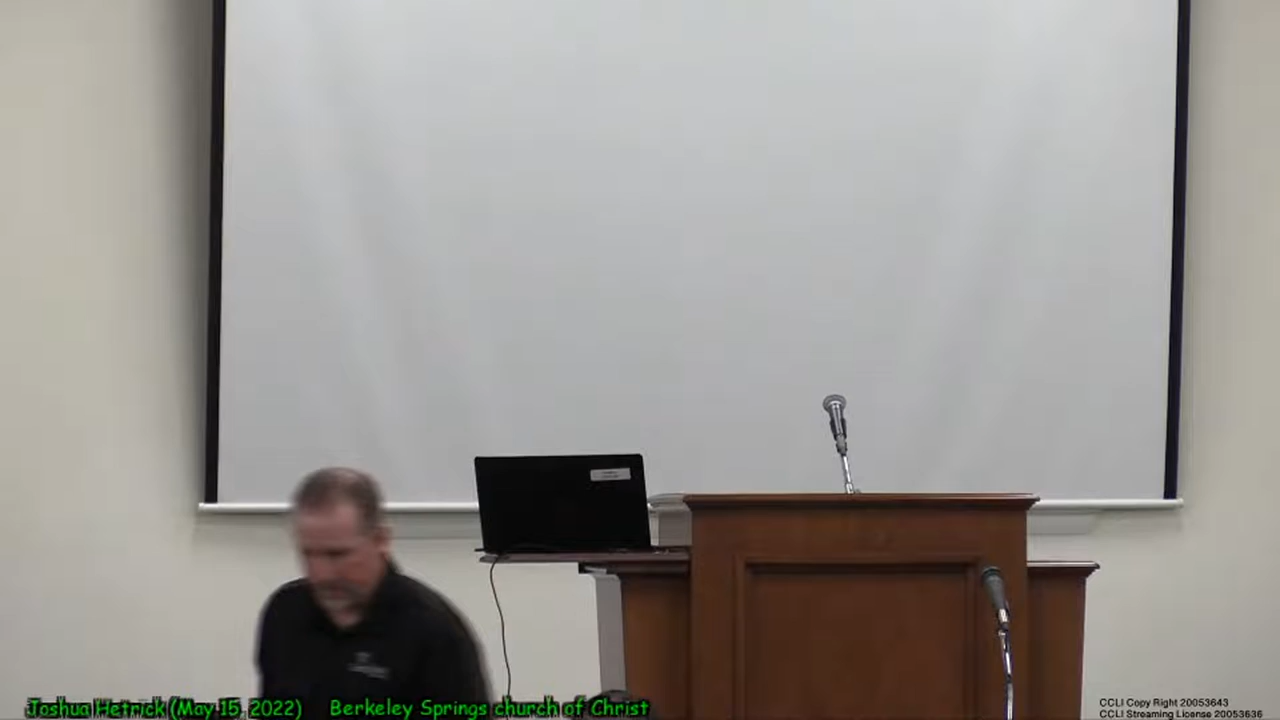 Joshua Hetrick (May 15, 2022) Berkeley Springs church of Christ
CCLI Copy Right 20053643
CCLI Streaming License 20053636